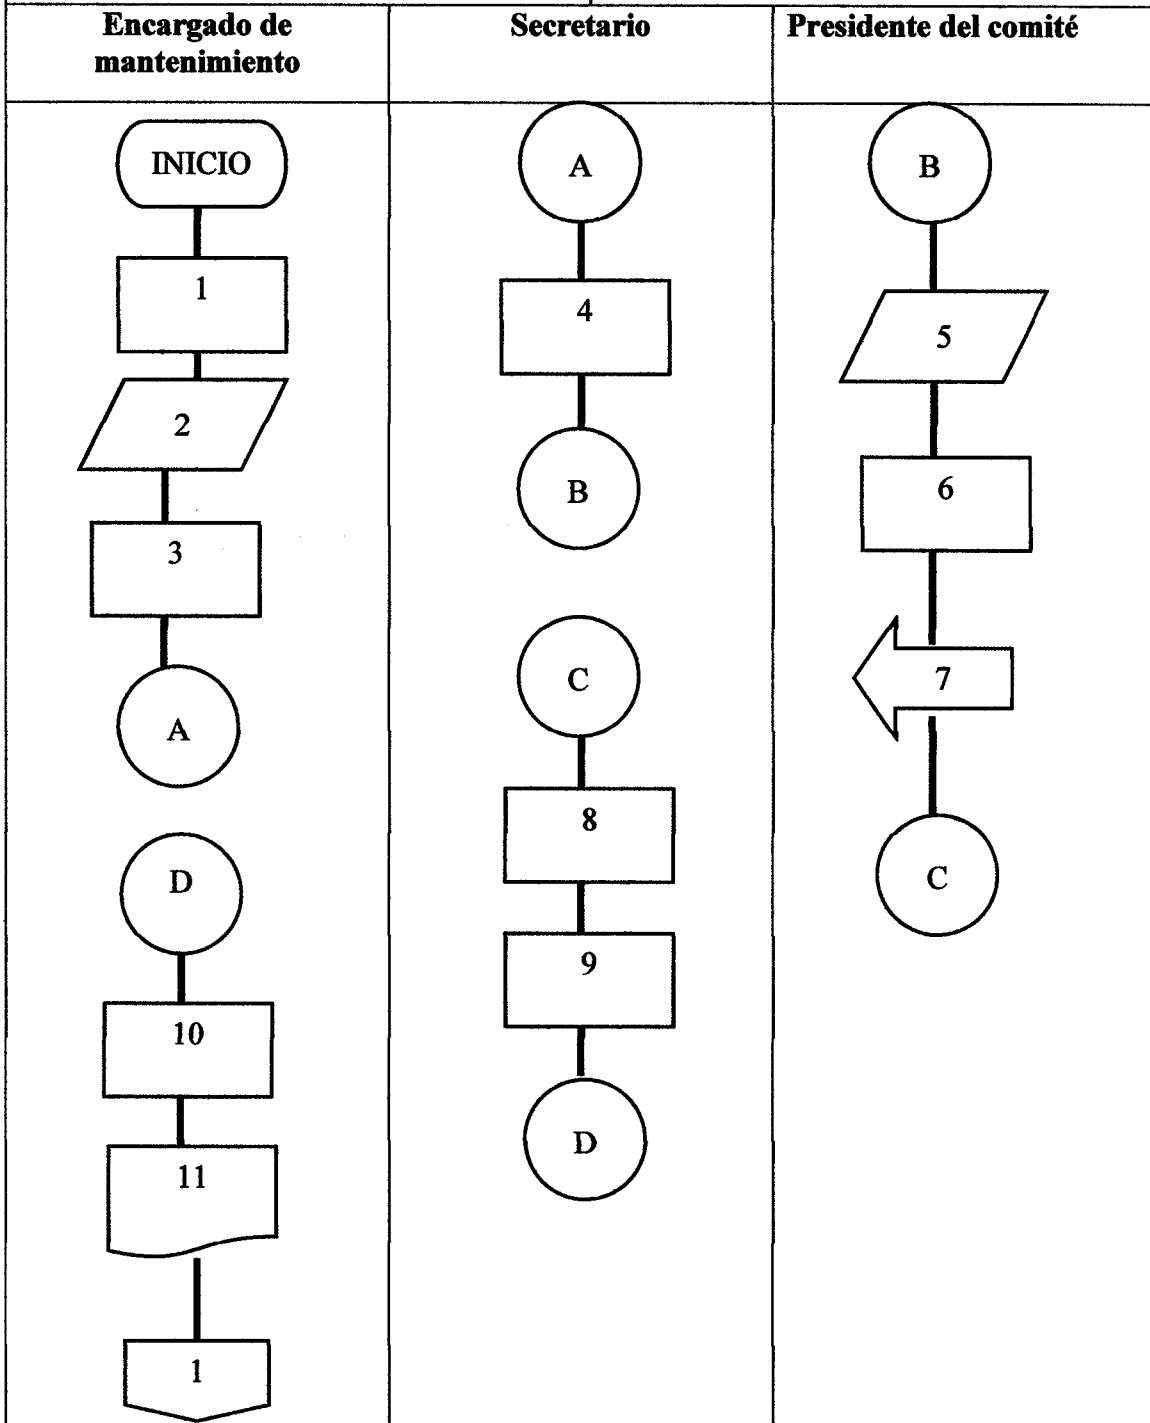 Encargado de
mantenimiento
Secretario
Presidente del comité
INICIO
1
2
3
A
D
10
11
1
A
4
B
C
8
9
D
B
5
6
7
C